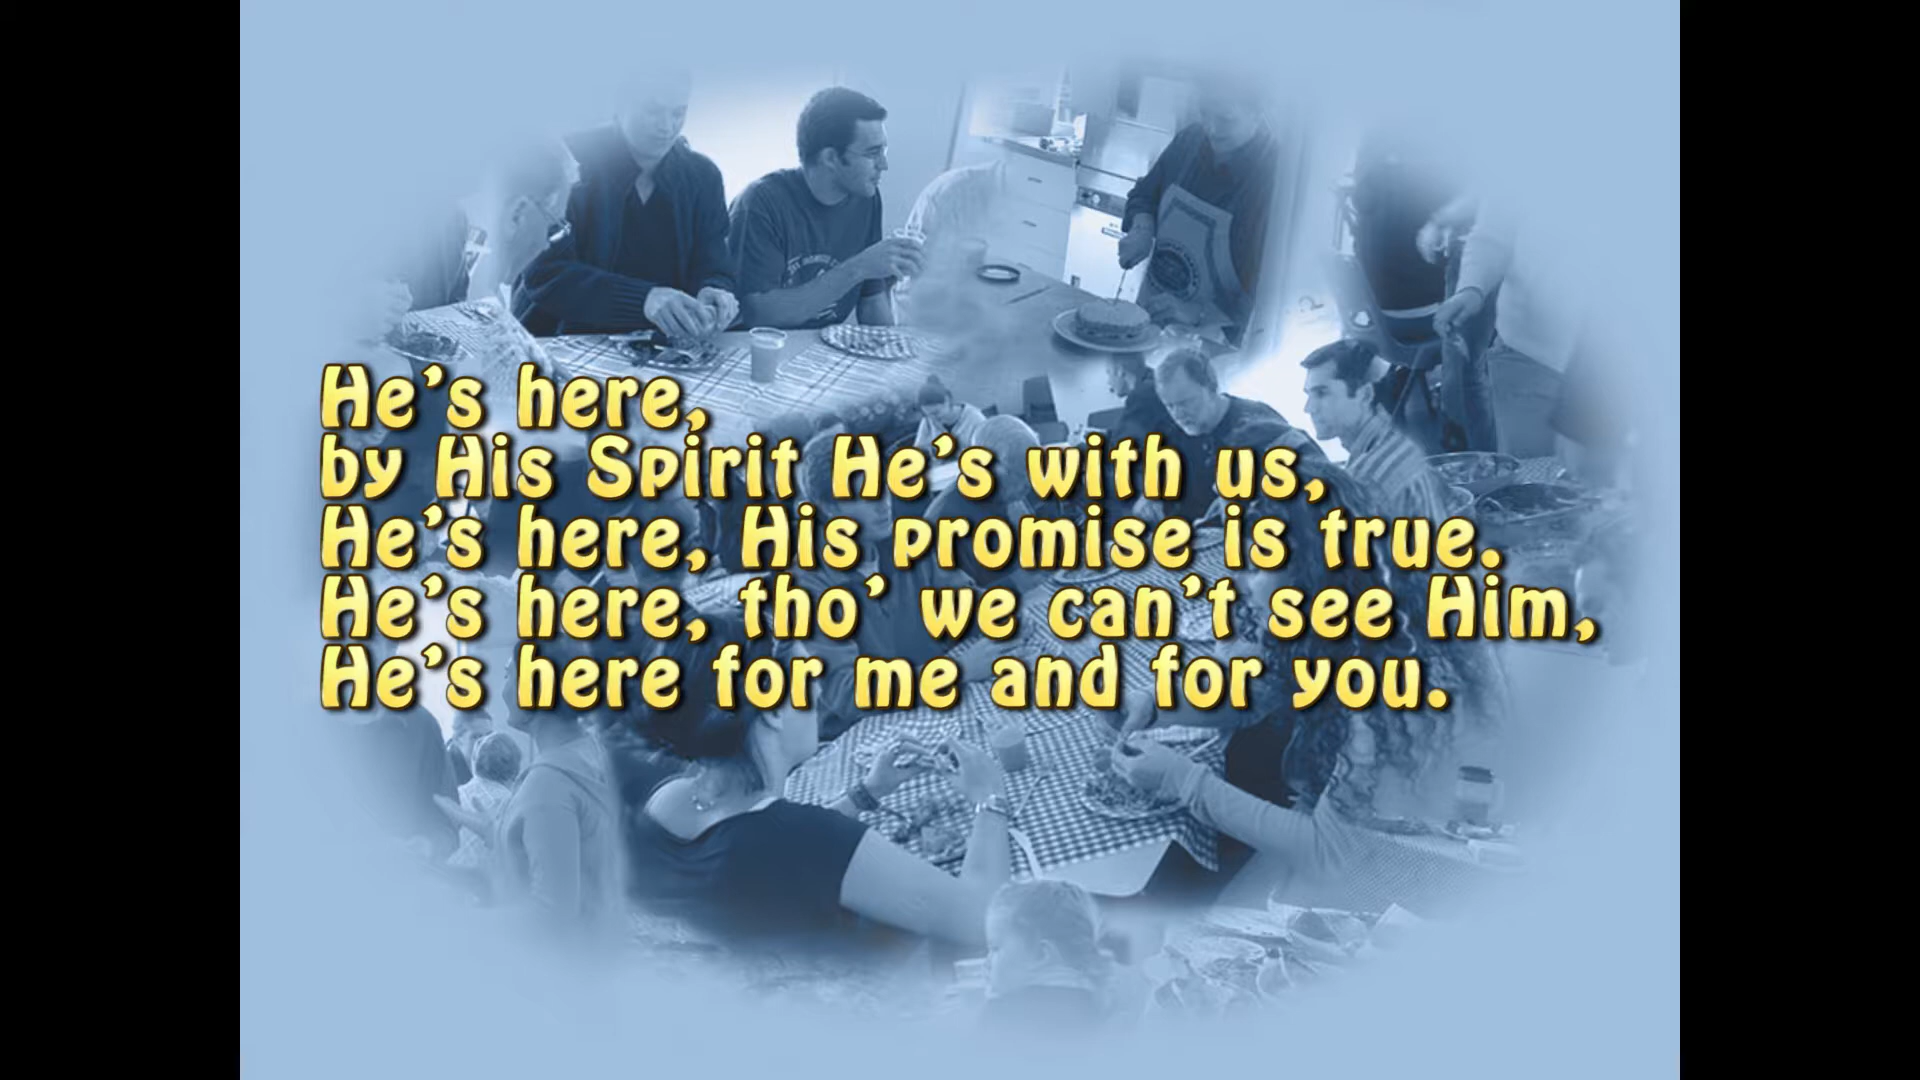 He's here,
by His Spirit He's with us,
He's here, His promise is true.
He's here, tho' we can't see Him,
He's here for me and for you.